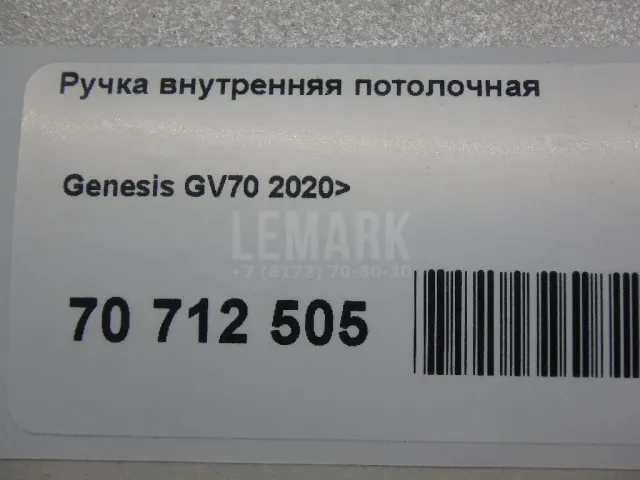 Ручка внутренняя потолочная
Genesis GV70 2020>
LEMARK
+7 (8172) 70-50-10
70 712 505